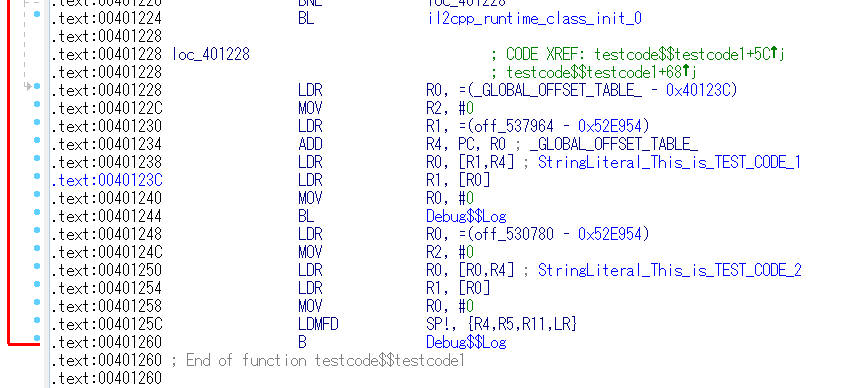 .text:00401220 BNE loc_401228
.text:00401224 BL il2cpp_runtime_class_init_0
.text:00401228
.text:00401228 loc_401228 ; CODE XREF: testcode$$testcode1+5C↑j
.text:00401228 ; testcode$$testcode1+68↑j
.text:00401228 LDR R0, =(_GLOBAL_OFFSET_TABLE_ - 0x40123C)
.text:0040122C MOV R2, #0
.text:00401230 LDR R1, =(off_537964 - 0x52E954)
.text:00401234 ADD R4, PC, R0 ; _GLOBAL_OFFSET_TABLE_
.text:00401238 LDR R0, [R1,R4] ; StringLiteral_This_is_TEST_CODE_1
.text:0040123C LDR R1, [R0]
.text:00401240 MOV R0, #0
.text:00401244 BL Debug$$Log
.text:00401248 LDR R0, =(off_530780 - 0x52E954)
.text:0040124C MOV R2, #0
.text:00401250 LDR R0, [R0,R4] ; StringLiteral_This_is_TEST_CODE_2
.text:00401254 LDR R1, [R0]
.text:00401258 MOV R0, #0
.text:0040125C LDMFD SP!, {R4,R5,R11,LR}
.text:00401260 B Debug$$Log
.text:00401260 ; End of function testcode$$testcode1
.text:00401260